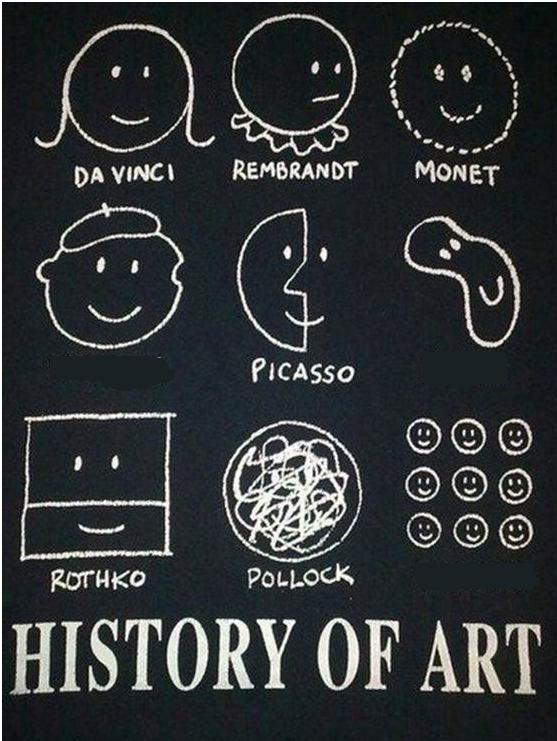 DA VINCI
REMBRANDT
MONET
PICASSO
ROTHKO
POLLOCK
HISTORY OF ART